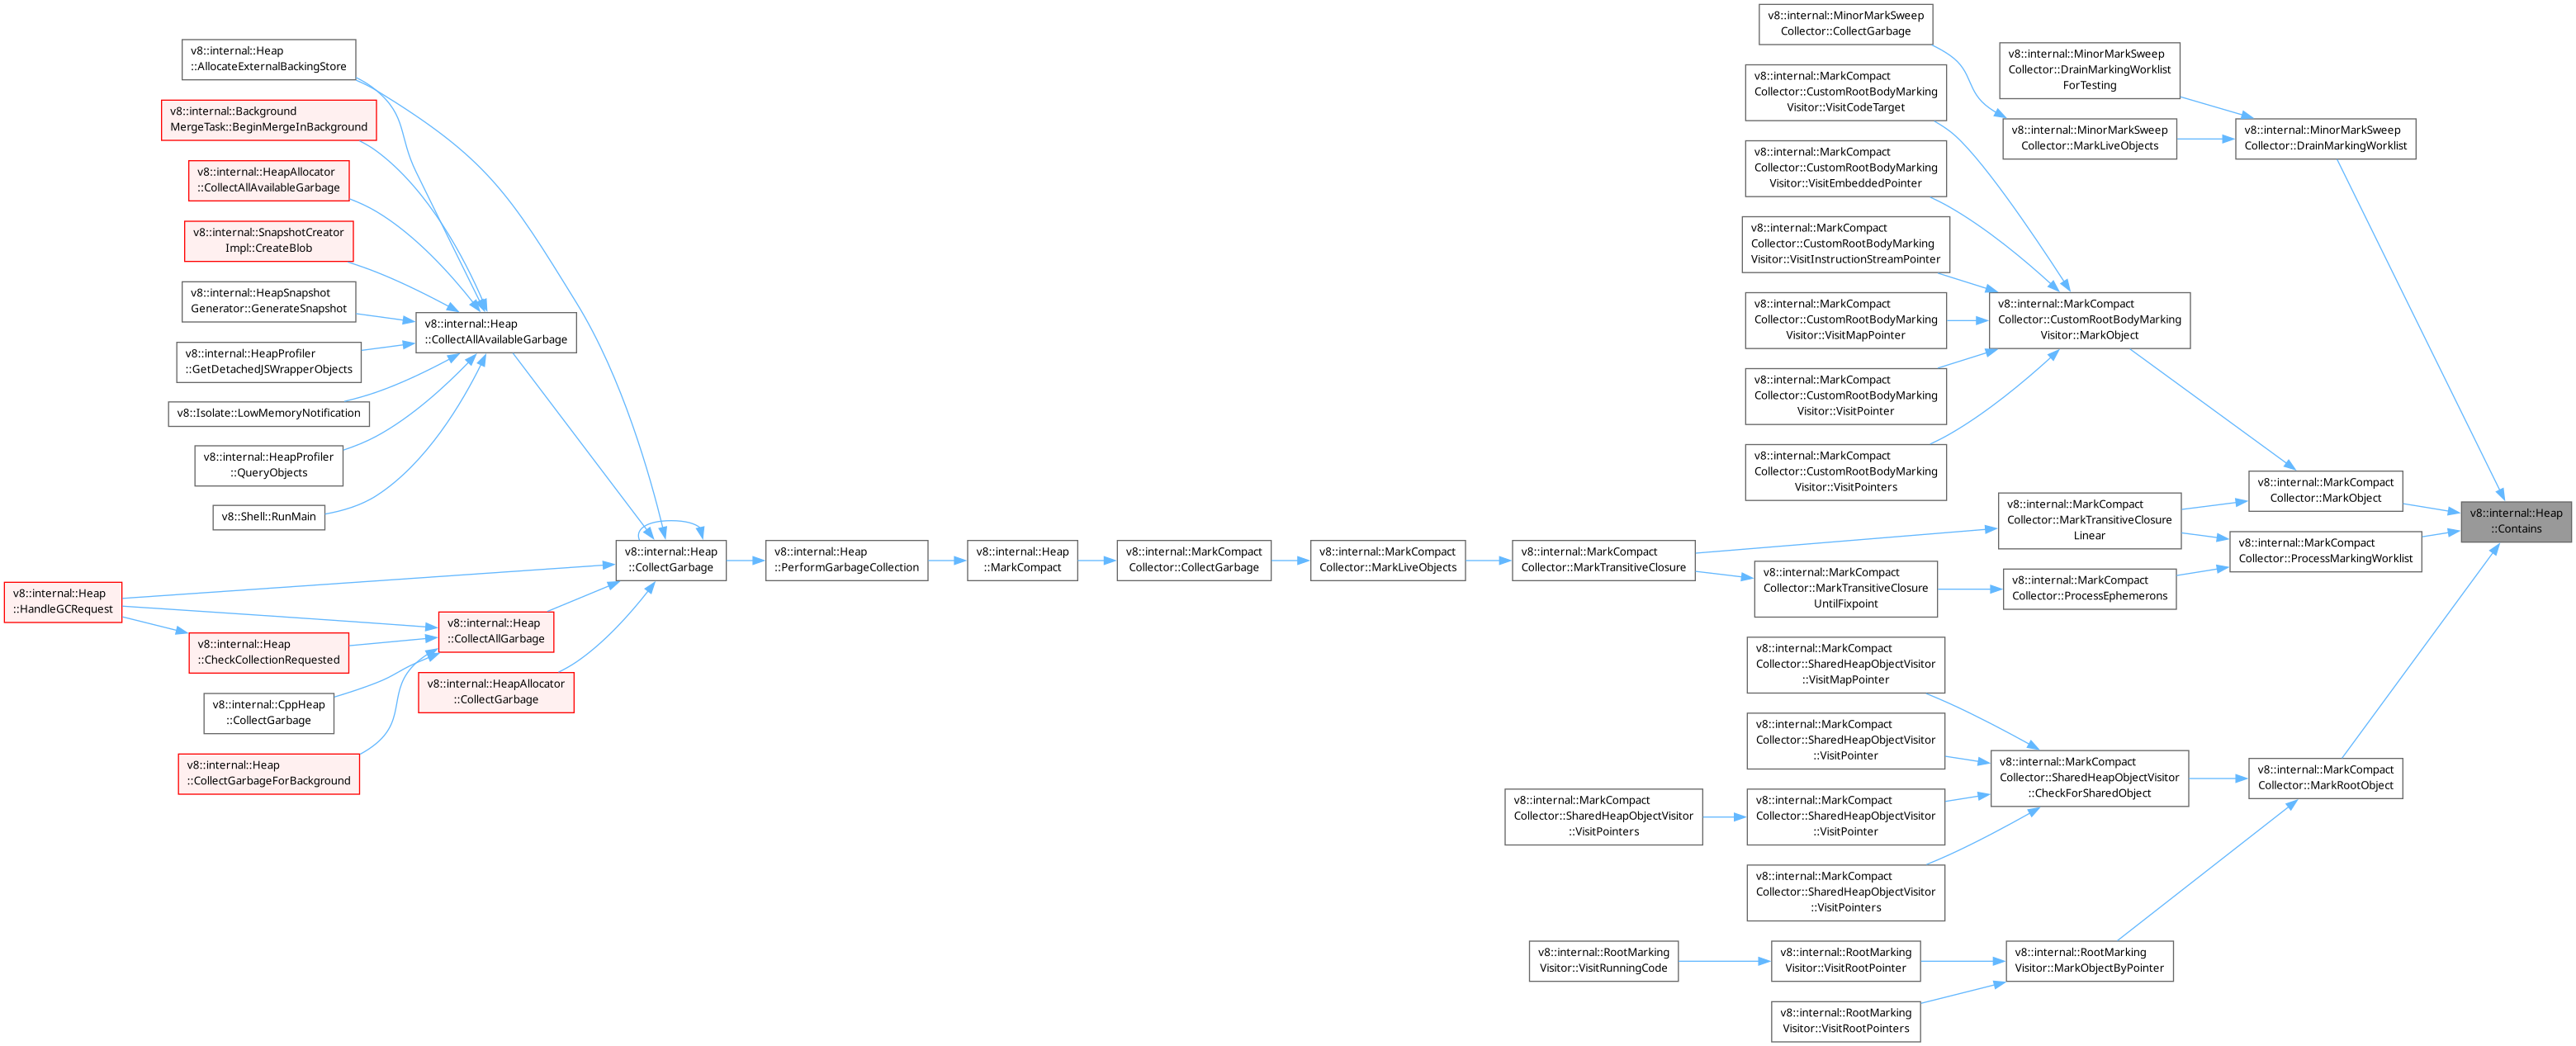 v8::internal::MinorMarkSweep
Collector::CollectGarbage
v8::internal::Heap
::AllocateExternalBackingStore
v8::internal::MinorMarkSweep
Collector::DrainMarkingWorklist
ForTesting
v8::internal::MarkCompact
Collector::CustomRootBodyMarking
Visitor::VisitCodeTarget
v8::internal::Background
MergeTask::BeginMergeInBackground
v8::internal::MinorMarkSweep
Collector::MarkLiveObjects
v8::internal::MinorMarkSweep
Collector::DrainMarkingWorklist
v8::internal::MarkCompact
Collector::CustomRootBodyMarking
Visitor::VisitEmbeddedPointer
v8::internal::HeapAllocator
::CollectAllAvailableGarbage
v8::internal::SnapshotCreator
Impl::CreateBlob
v8::internal::MarkCompact
Collector::CustomRootBodyMarking
Visitor::VisitInstructionStreamPointer
v8::internal::HeapSnapshot
Generator::GenerateSnapshot
v8::internal::Heap
::CollectAllAvailableGarbage
v8::internal::MarkCompact
Collector::CustomRootBodyMarking
Visitor::VisitMapPointer
v8::internal::MarkCompact
Collector::CustomRootBodyMarking
Visitor::MarkObject
v8::internal::HeapProfiler
::GetDetachedJSWrapperObjects
v8::internal::MarkCompact
Collector::CustomRootBodyMarking
Visitor::VisitPointer
v8::Isolate::LowMemoryNotification
v8::internal::HeapProfiler
::QueryObjects
v8::internal::MarkCompact
Collector::CustomRootBodyMarking
Visitor::VisitPointers
v8::internal::MarkCompact
Collector::MarkObject
v8::Shell::RunMain
v8::internal::MarkCompact
Collector::MarkTransitiveClosure
Linear
v8::internal::Heap
::Contains
v8::internal::Heap
::CollectGarbage
v8::internal::Heap
::PerformGarbageCollection
v8::internal::Heap
::MarkCompact
v8::internal::MarkCompact
Collector::CollectGarbage
v8::internal::MarkCompact
Collector::MarkLiveObjects
v8::internal::MarkCompact
Collector::MarkTransitiveClosure
v8::internal::MarkCompact
Collector::ProcessMarkingWorklist
v8::internal::MarkCompact
Collector::MarkTransitiveClosure
UntilFixpoint
v8::internal::MarkCompact
Collector::ProcessEphemerons
v8::internal::Heap
::HandleGCRequest
v8::internal::Heap
::CollectAllGarbage
v8::internal::Heap
::CheckCollectionRequested
v8::internal::HeapAllocator
::CollectGarbage
v8::internal::CppHeap
::CollectGarbage
v8::internal::Heap
::CollectGarbageForBackground
v8::internal::MarkCompact
Collector::SharedHeapObjectVisitor
::VisitMapPointer
v8::internal::MarkCompact
Collector::SharedHeapObjectVisitor
::VisitPointer
v8::internal::MarkCompact
Collector::SharedHeapObjectVisitor
::CheckForSharedObject
v8::internal::MarkCompact
Collector::MarkRootObject
v8::internal::MarkCompact
Collector::SharedHeapObjectVisitor
::VisitPointers
v8::internal::MarkCompact
Collector::SharedHeapObjectVisitor
::VisitPointer
v8::internal::MarkCompact
Collector::SharedHeapObjectVisitor
::VisitPointers
v8::internal::RootMarking
Visitor::VisitRunningCode
v8::internal::RootMarking
Visitor::VisitRootPointer
v8::internal::RootMarking
Visitor::MarkObjectByPointer
v8::internal::RootMarking
Visitor::VisitRootPointers